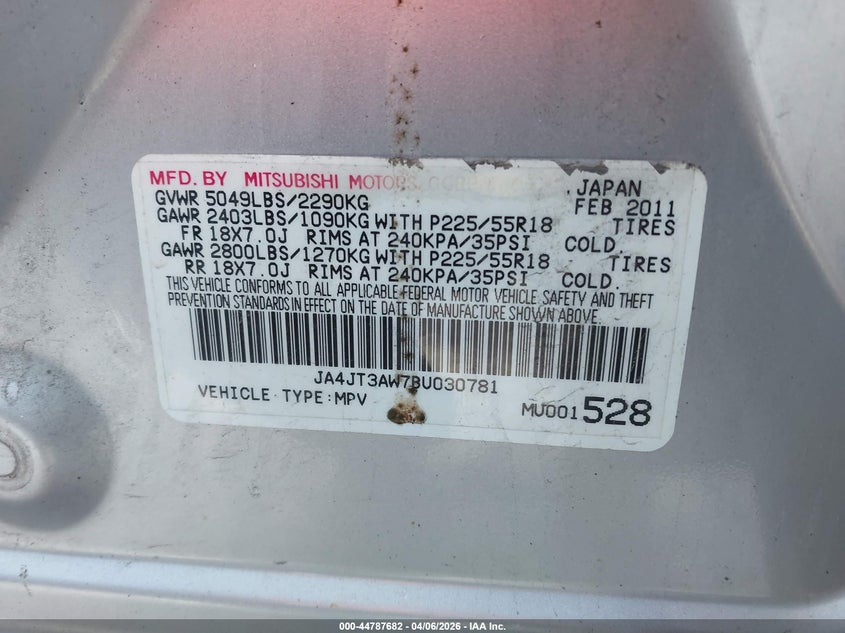 MFD. BY MITSUBISHI MOTORS JAPAN
GVWR 5049LBS/2290KG FEB 2011
GAWR 2403LBS/1090KG WITH P225/55R18 TIRES
FR 18X7.0J RIMS AT 240KPA/35PSI COLD
GAWR 2800LBS/1270KG WITH P225/55R18 TIRES
RR 18X7.0J RIMS AT 240KPA/35PSI COLD.
THIS VEHICLE CONFORMS TO ALL APPLICABLE FEDERAL MOTOR VEHICLE SAFETY AND THEFT
PREVENTION STANDARDS IN EFFECT ON THE DATE OF MANUFACTURE SHOWN ABOVE.
JA4JT3AW7BU030781
VEHICLE TYPE:MPV MU001 528
000-44787682 - 04/06/2026 - IAA Inc.